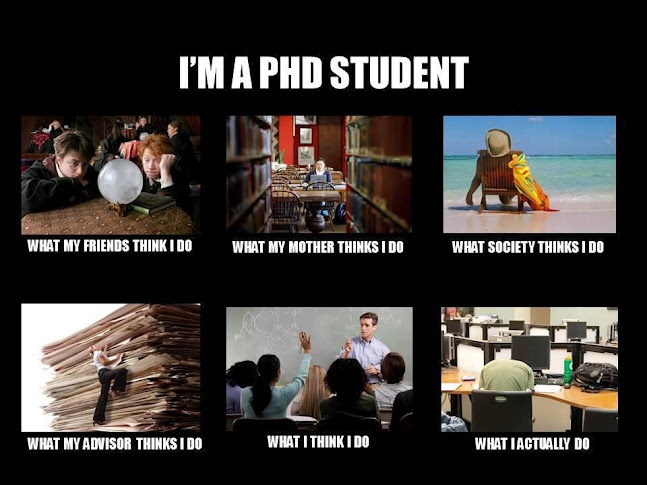 I'M A PHD STUDENT
WHAT MY FRIENDS THINK I DO
WHAT MY MOTHER THINKS I DO
WHAT SOCIETY THINKS I DO
WHAT MY ADVISOR THINKS I DO
WHAT I THINK I DO
WHAT I ACTUALLY DO